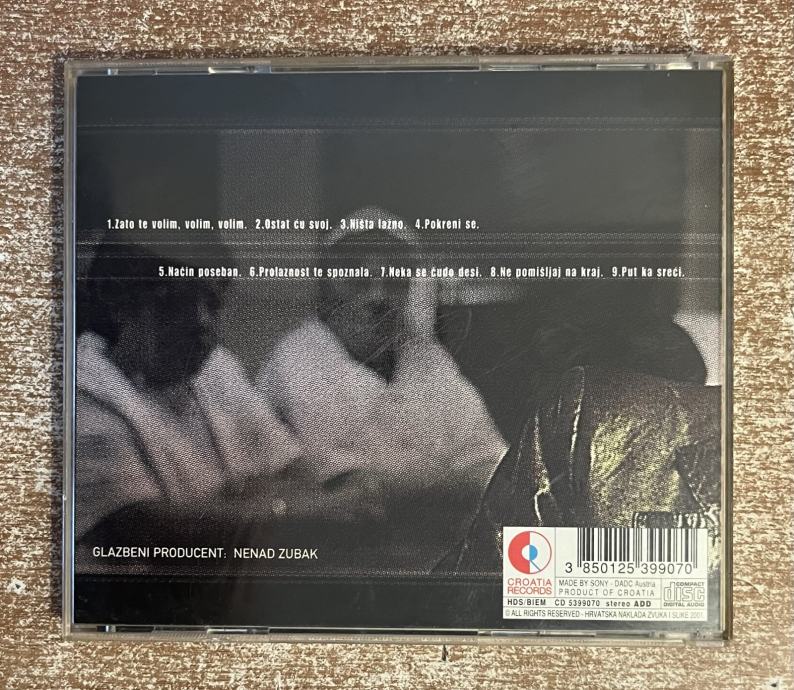 1.Zato te volim, volim, volim. 2.Ostat ću svoj. 3.Ništa lažno. 4.Pokreni se.
5.Način poseban. 6.Prolaznost te spoznala. 7.Neka se čudo desi. 8.Ne pomišljaj na kraj. 9.Put ka sreći.
GLAZBENI PRODUCENT: NENAD ZUBAK
3 850125 399070
CROATIA
RECORDS
MADE BY SONY - DADC Austria
PRODUCT OF CROATIA
COMPACT
disc
DIGITAL AUDIO
HDS/BIEM CD 5399070 stereo ADD
© ALL RIGHTS RESERVED - HRVATSKA NAKLADA ZVUKA I SLIKE 2001